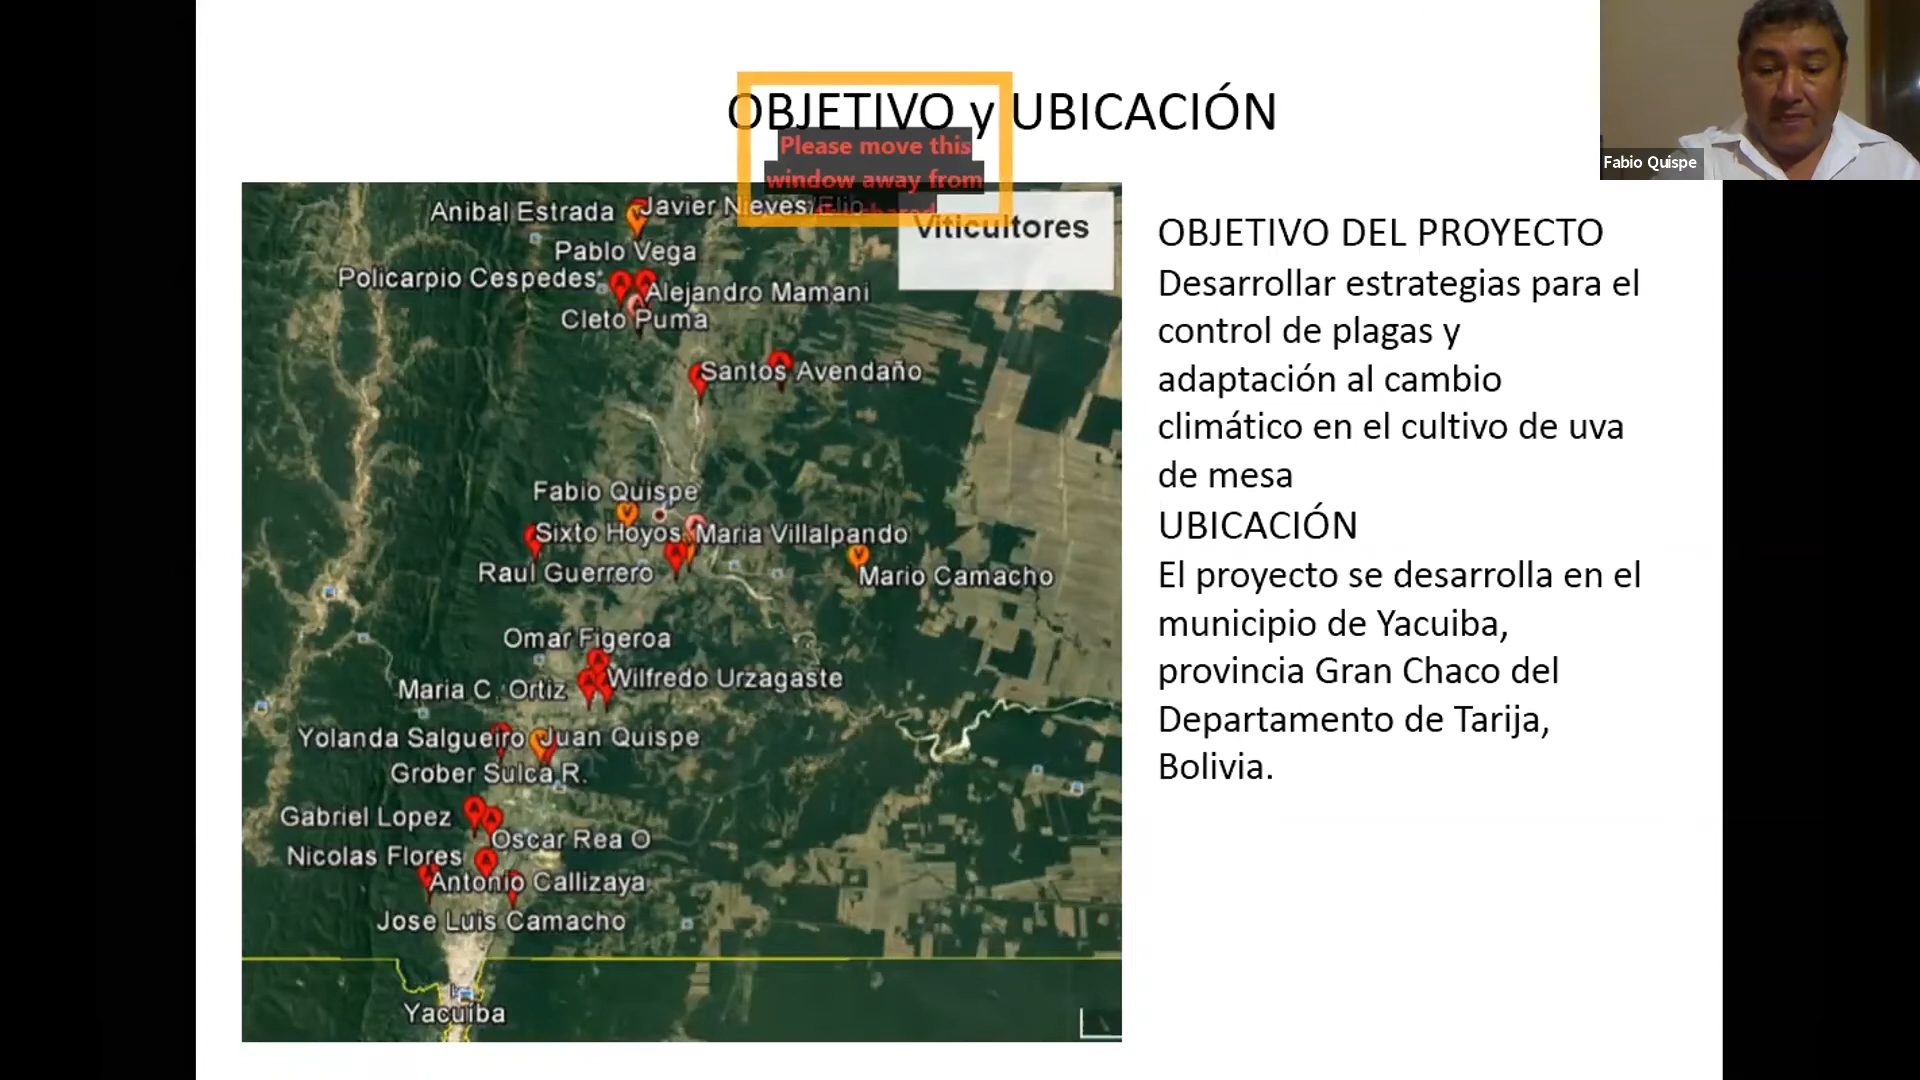 OBJETIVO y UBICACIÓN
Please move this
window away from
shared
Fabio Quispe
Viticultores
Anibal Estrada
Javier Nieves/Elio
Pablo Vega
Policarpio Cespedes
Alejandro Mamani
Cleto Puma
Santos Avendaño
Fabio Quispe
Sixto Hoyos
Maria Villalpando
Raul Guerrero
Mario Camacho
Omar Figeroa
Wilfredo Urzagaste
Maria C. Ortiz
Yolanda Salgueiro
Juan Quispe
Grober Sulca R.
Gabriel Lopez
Oscar Rea O
Nicolas Flores
Antonio Callizaya
Jose Luis Camacho
Yacuiba
OBJETIVO DEL PROYECTO
Desarrollar estrategias para el
control de plagas y
adaptación al cambio
climático en el cultivo de uva
de mesa
UBICACIÓN
El proyecto se desarrolla en el
municipio de Yacuiba,
provincia Gran Chaco del
Departamento de Tarija,
Bolivia.